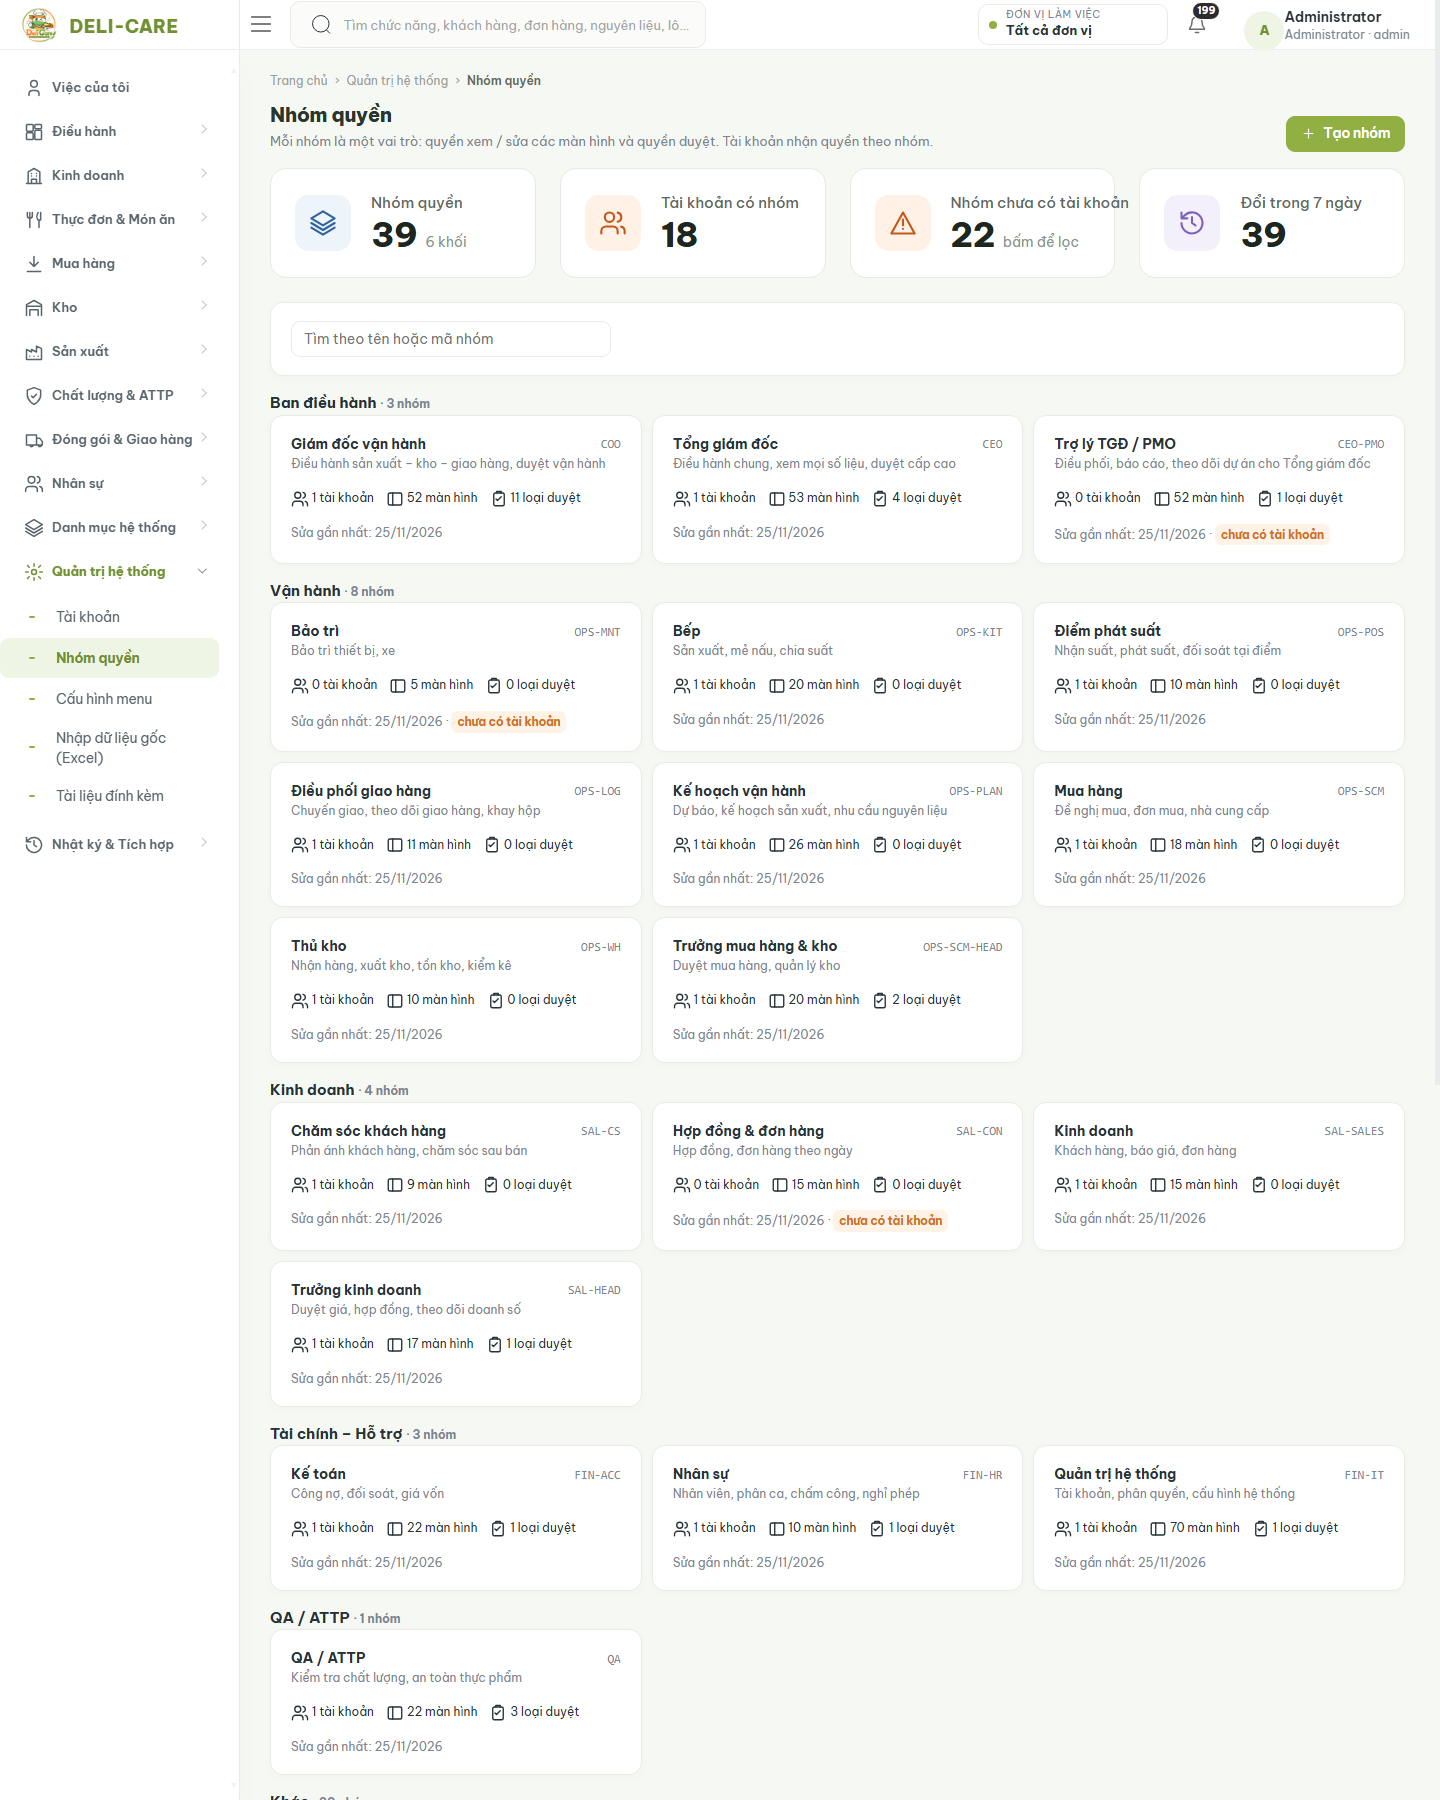 DELI-CARE
Tìm chức năng, khách hàng, đơn hàng, nguyên liệu, lô...
ĐƠN VỊ LÀM VIỆC
Tất cả đơn vị
199
A
Administrator
Administrator · admin
Việc của tôi
Điều hành
Kinh doanh
Thực đơn & Món ăn
Mua hàng
Kho
Sản xuất
Chất lượng & ATTP
Đóng gói & Giao hàng
Nhân sự
Danh mục hệ thống
Quản trị hệ thống
Tài khoản
Nhóm quyền
Cấu hình menu
Nhập dữ liệu gốc
(Excel)
Tài liệu đính kèm
Nhật ký & Tích hợp
Trang chủ › Quản trị hệ thống › Nhóm quyền
Nhóm quyền
Mỗi nhóm là một vai trò: quyền xem / sửa các màn hình và quyền duyệt. Tài khoản nhận quyền theo nhóm.
+ Tạo nhóm
Nhóm quyền
39 6 khối
Tài khoản có nhóm
18
Nhóm chưa có tài khoản
22 bấm để lọc
Đổi trong 7 ngày
39
Tìm theo tên hoặc mã nhóm
Ban điều hành · 3 nhóm
Giám đốc vận hành COO
Điều hành sản xuất – kho – giao hàng, duyệt vận hành
1 tài khoản 52 màn hình 11 loại duyệt
Sửa gần nhất: 25/11/2026
Tổng giám đốc CEO
Điều hành chung, xem mọi số liệu, duyệt cấp cao
1 tài khoản 53 màn hình 4 loại duyệt
Sửa gần nhất: 25/11/2026
Trợ lý TGĐ / PMO CEO-PMO
Điều phối, báo cáo, theo dõi dự án cho Tổng giám đốc
0 tài khoản 52 màn hình 1 loại duyệt
Sửa gần nhất: 25/11/2026 · chưa có tài khoản
Vận hành · 8 nhóm
Bảo trì OPS-MNT
Bảo trì thiết bị, xe
0 tài khoản 5 màn hình 0 loại duyệt
Sửa gần nhất: 25/11/2026 · chưa có tài khoản
Bếp OPS-KIT
Sản xuất, mẻ nấu, chia suất
1 tài khoản 20 màn hình 0 loại duyệt
Sửa gần nhất: 25/11/2026
Điểm phát suất OPS-POS
Nhận suất, phát suất, đối soát tại điểm
1 tài khoản 10 màn hình 0 loại duyệt
Sửa gần nhất: 25/11/2026
Điều phối giao hàng OPS-LOG
Chuyến giao, theo dõi giao hàng, khay hộp
1 tài khoản 11 màn hình 0 loại duyệt
Sửa gần nhất: 25/11/2026
Kế hoạch vận hành OPS-PLAN
Dự báo, kế hoạch sản xuất, nhu cầu nguyên liệu
1 tài khoản 26 màn hình 0 loại duyệt
Sửa gần nhất: 25/11/2026
Mua hàng OPS-SCM
Đề nghị mua, đơn mua, nhà cung cấp
1 tài khoản 18 màn hình 0 loại duyệt
Sửa gần nhất: 25/11/2026
Thủ kho OPS-WH
Nhận hàng, xuất kho, tồn kho, kiểm kê
1 tài khoản 10 màn hình 0 loại duyệt
Sửa gần nhất: 25/11/2026
Trưởng mua hàng & kho OPS-SCM-HEAD
Duyệt mua hàng, quản lý kho
1 tài khoản 20 màn hình 2 loại duyệt
Sửa gần nhất: 25/11/2026
Kinh doanh · 4 nhóm
Chăm sóc khách hàng SAL-CS
Phản ánh khách hàng, chăm sóc sau bán
1 tài khoản 9 màn hình 0 loại duyệt
Sửa gần nhất: 25/11/2026
Hợp đồng & đơn hàng SAL-CON
Hợp đồng, đơn hàng theo ngày
0 tài khoản 15 màn hình 0 loại duyệt
Sửa gần nhất: 25/11/2026 · chưa có tài khoản
Kinh doanh SAL-SALES
Khách hàng, báo giá, đơn hàng
1 tài khoản 15 màn hình 0 loại duyệt
Sửa gần nhất: 25/11/2026
Trưởng kinh doanh SAL-HEAD
Duyệt giá, hợp đồng, theo dõi doanh số
1 tài khoản 17 màn hình 1 loại duyệt
Sửa gần nhất: 25/11/2026
Tài chính – Hỗ trợ · 3 nhóm
Kế toán FIN-ACC
Công nợ, đối soát, giá vốn
1 tài khoản 22 màn hình 1 loại duyệt
Sửa gần nhất: 25/11/2026
Nhân sự FIN-HR
Nhân viên, phân ca, chấm công, nghỉ phép
1 tài khoản 10 màn hình 1 loại duyệt
Sửa gần nhất: 25/11/2026
Quản trị hệ thống FIN-IT
Tài khoản, phân quyền, cấu hình hệ thống
1 tài khoản 70 màn hình 1 loại duyệt
Sửa gần nhất: 25/11/2026
QA / ATTP · 1 nhóm
QA / ATTP QA
Kiểm tra chất lượng, an toàn thực phẩm
1 tài khoản 22 màn hình 3 loại duyệt
Sửa gần nhất: 25/11/2026